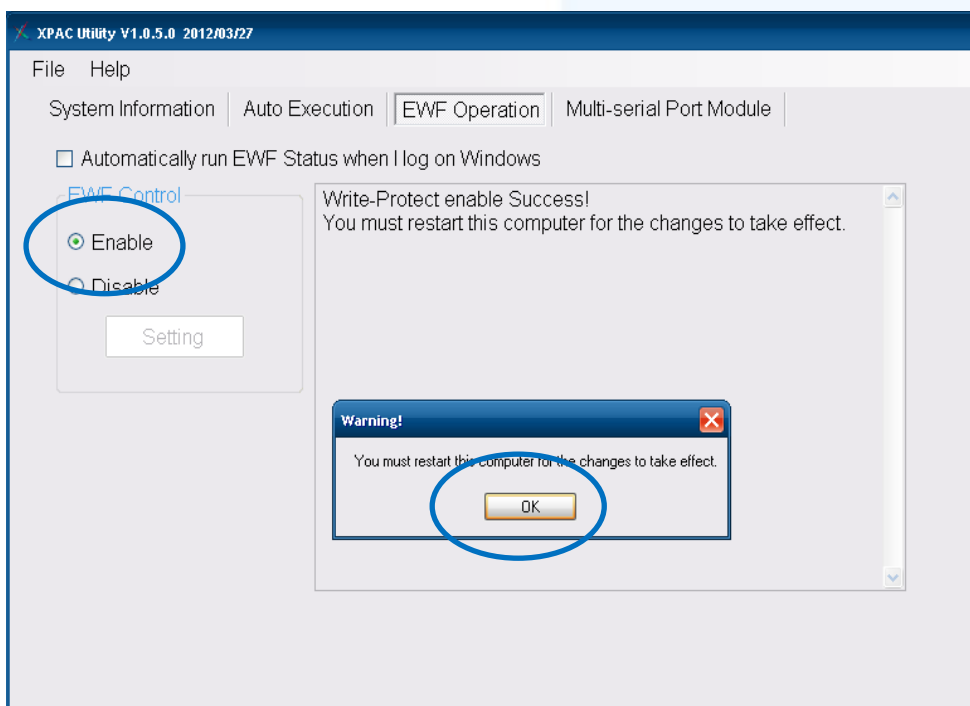 XPAC Utility V1.0.5.0 2012/03/27
File Help
System Information Auto Execution EWF Operation Multi-serial Port Module
Automatically run EWF Status when I log on Windows
EWF Control
Enable
Disable
Setting
Write-Protect enable Success!
You must restart this computer for the changes to take effect.
Warning!
You must restart this computer for the changes to take effect.
OK